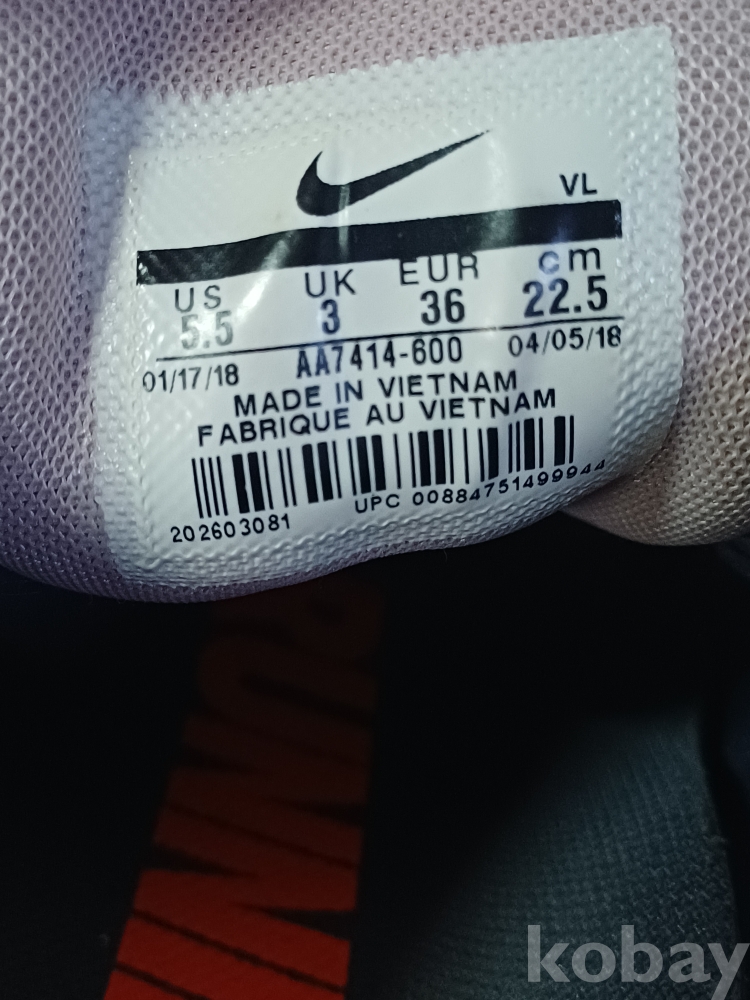 VL
US UK EUR cm
5.5 3 36 22.5
01/17/18 AA7414-600 04/05/18
MADE IN VIETNAM
FABRIQUE AU VIETNAM
202603081 UPC 00884751499944
kobay